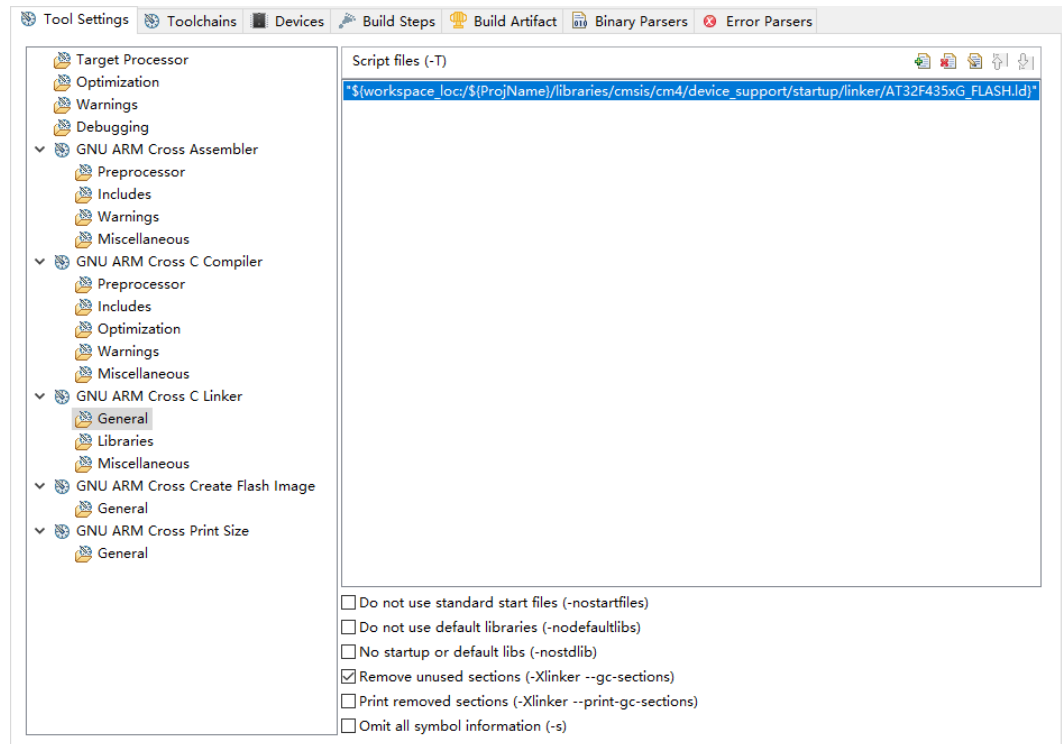 Tool Settings Toolchains Devices Build Steps Build Artifact Binary Parsers Error Parsers
Target Processor
Optimization
Warnings
Debugging
GNU ARM Cross Assembler
Preprocessor
Includes
Warnings
Miscellaneous
GNU ARM Cross C Compiler
Preprocessor
Includes
Optimization
Warnings
Miscellaneous
GNU ARM Cross C Linker
General
Libraries
Miscellaneous
GNU ARM Cross Create Flash Image
General
GNU ARM Cross Print Size
General
Script files (-T)
"${workspace_loc:/${ProjName}/libraries/cmsis/cm4/device_support/startup/linker/AT32F435xG_FLASH.ld}"
Do not use standard start files (-nostartfiles)
Do not use default libraries (-nodefaultlibs)
No startup or default libs (-nostdlib)
Remove unused sections (-Xlinker --gc-sections)
Print removed sections (-Xlinker --print-gc-sections)
Omit all symbol information (-s)